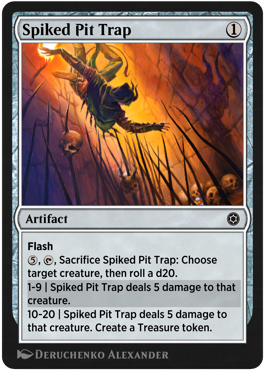 Spiked Pit Trap 1
Artifact
Flash
5, T, Sacrifice Spiked Pit Trap: Choose
target creature, then roll a d20.
1-9 | Spiked Pit Trap deals 5 damage to that
creature.
10-20 | Spiked Pit Trap deals 5 damage to
that creature. Create a Treasure token.
Deruchenko Alexander